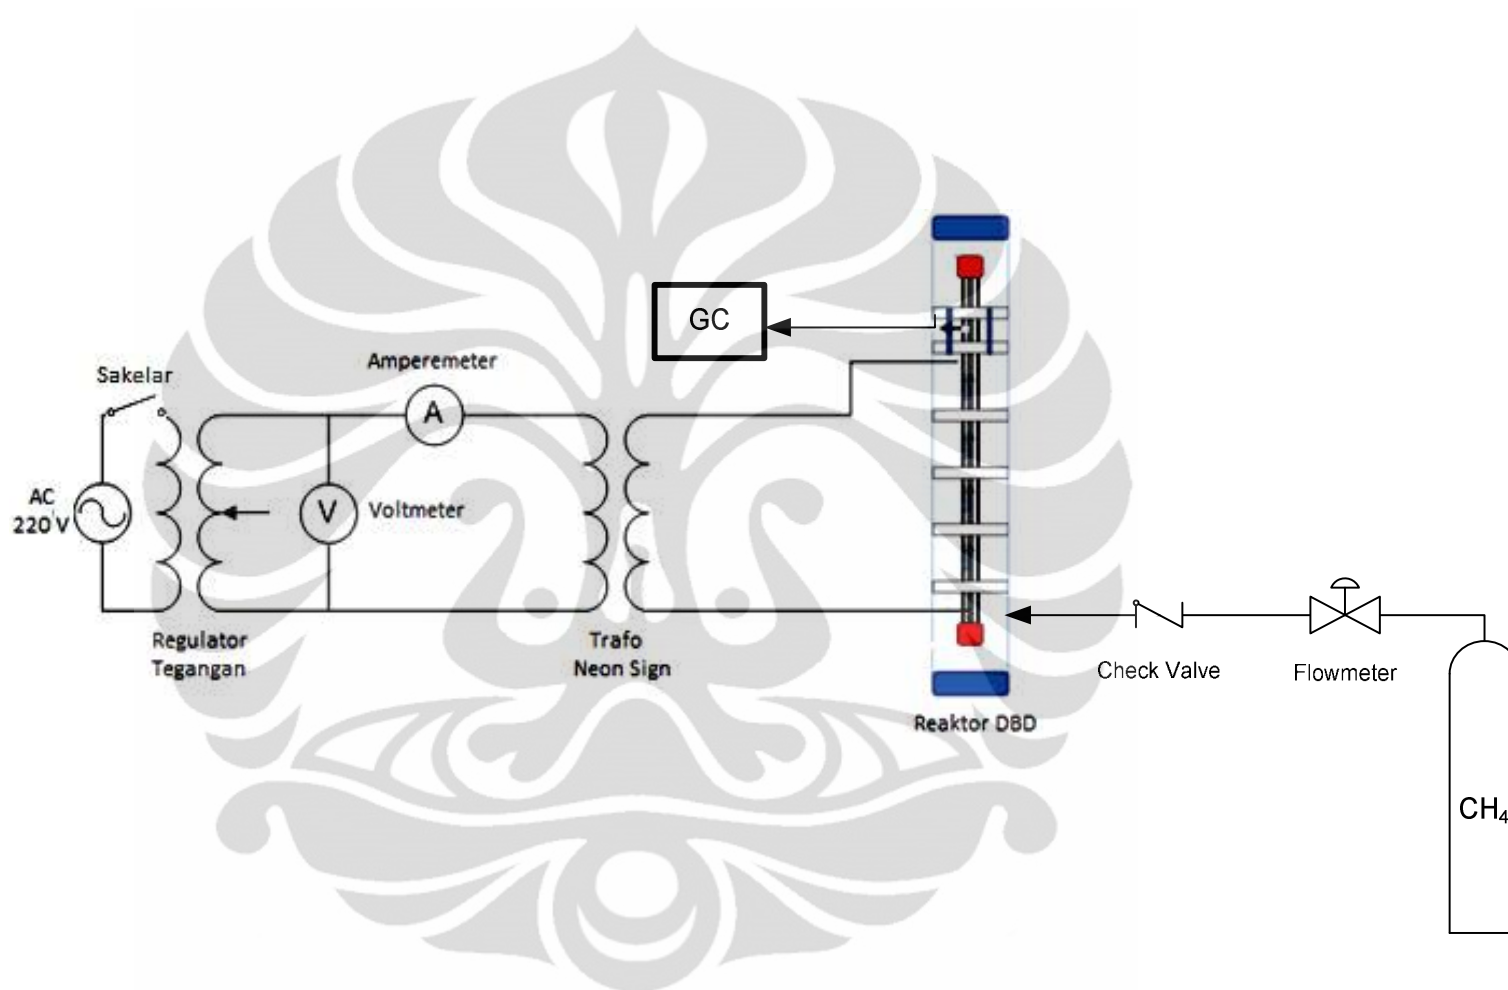 GC
Amperemeter
Sakelar
A
AC
220 V
V
Voltmeter
Regulator
Tegangan
Trafo
Neon Sign
Check Valve
Flowmeter
Reaktor DBD
CH₄